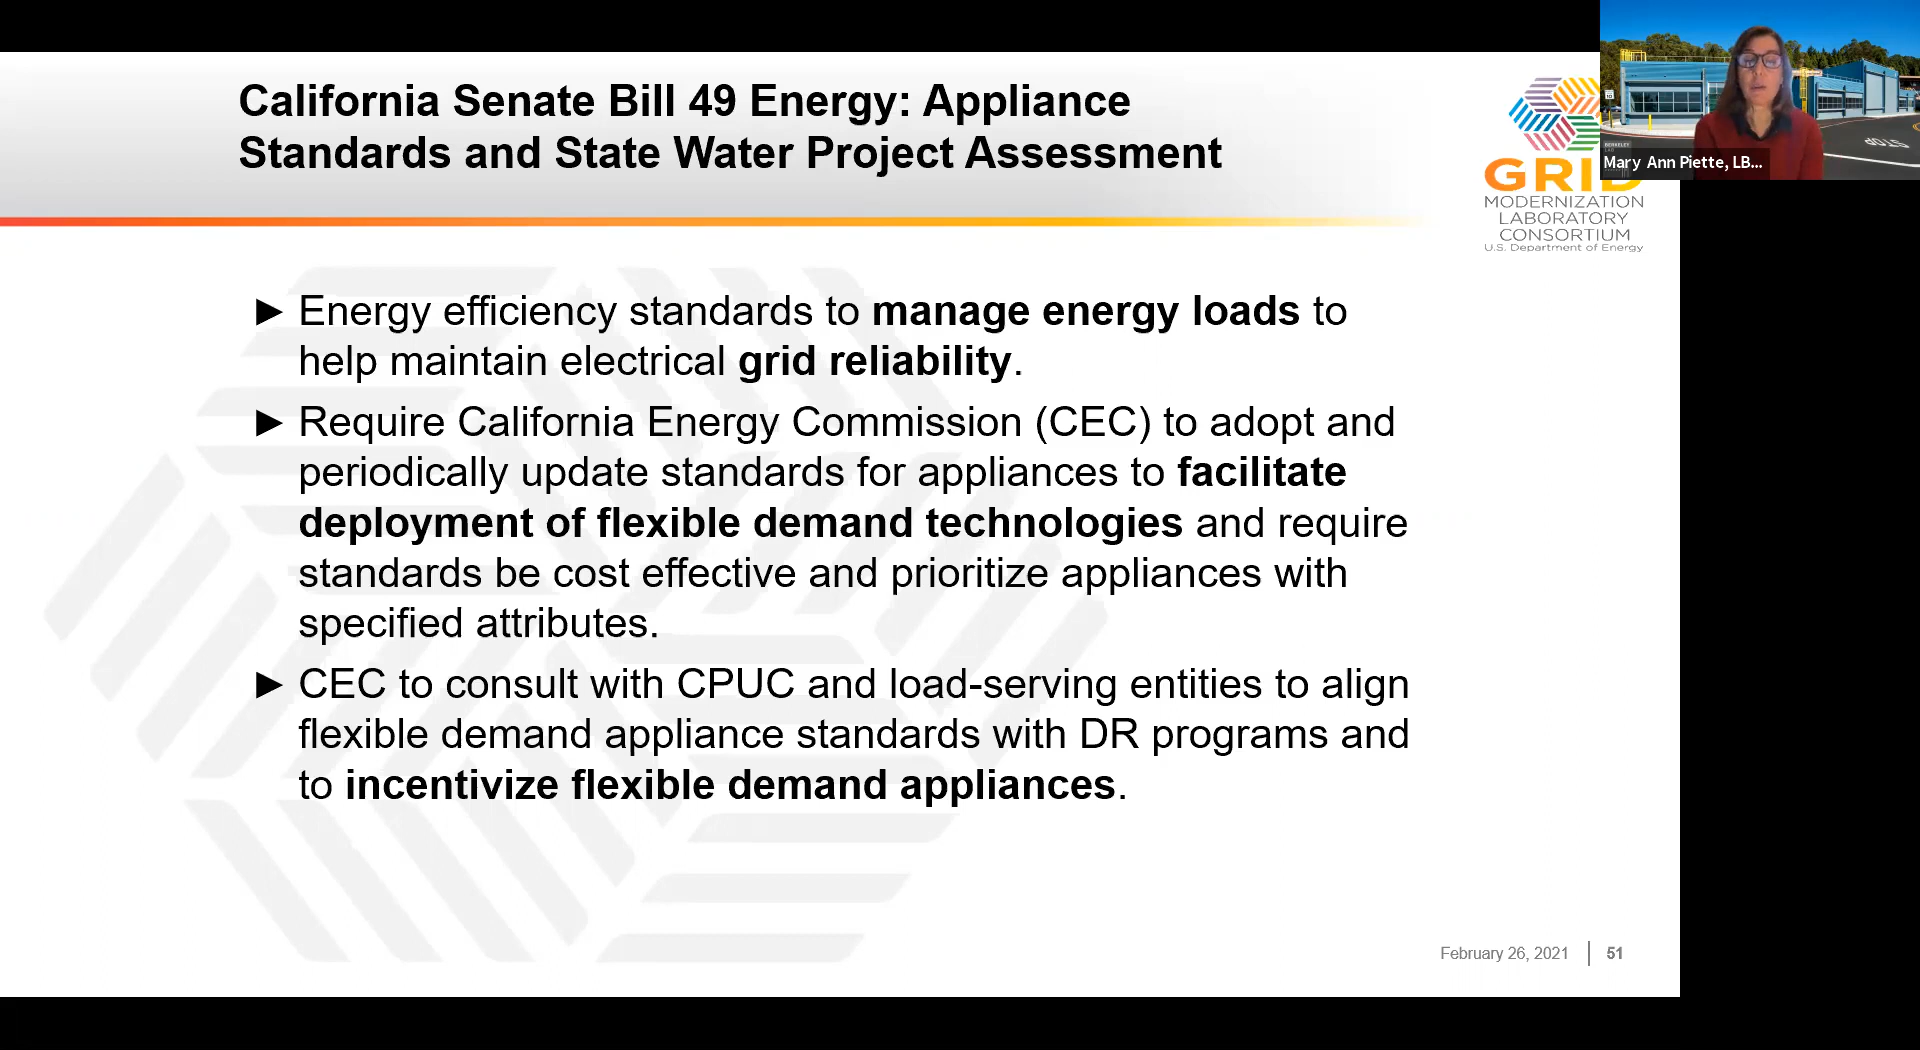 California Senate Bill 49 Energy: Appliance
Standards and State Water Project Assessment
GRID
MODERNIZATION
LABORATORY
CONSORTIUM
U.S. Department of Energy
Mary Ann Piette, LB...
STOP
BERKELEY
LAB
► Energy efficiency standards to manage energy loads to
help maintain electrical grid reliability.
► Require California Energy Commission (CEC) to adopt and
periodically update standards for appliances to facilitate
deployment of flexible demand technologies and require
standards be cost effective and prioritize appliances with
specified attributes.
► CEC to consult with CPUC and load-serving entities to align
flexible demand appliance standards with DR programs and
to incentivize flexible demand appliances.
February 26, 2021 | 51